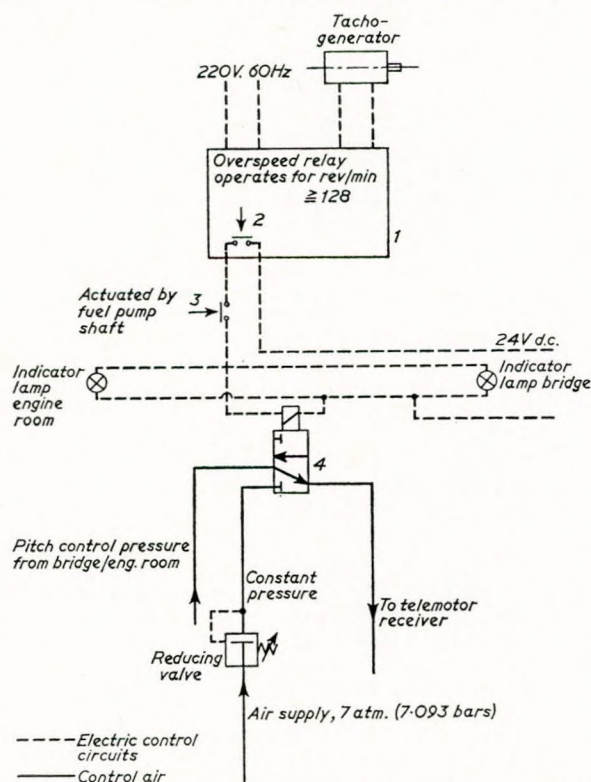 Tacho-
generator
220V. 60Hz
Overspeed relay
operates for rev/min
≧ 128
2
1
Actuated by
fuel pump
shaft
3
24V d.c.
Indicator
lamp
engine
room
Indicator
lamp bridge
4
Pitch control pressure
from bridge/eng. room
Constant
pressure
To telemotor
receiver
Reducing
valve
Air supply, 7 atm. (7·093 bars)
Electric control
circuits
Control air